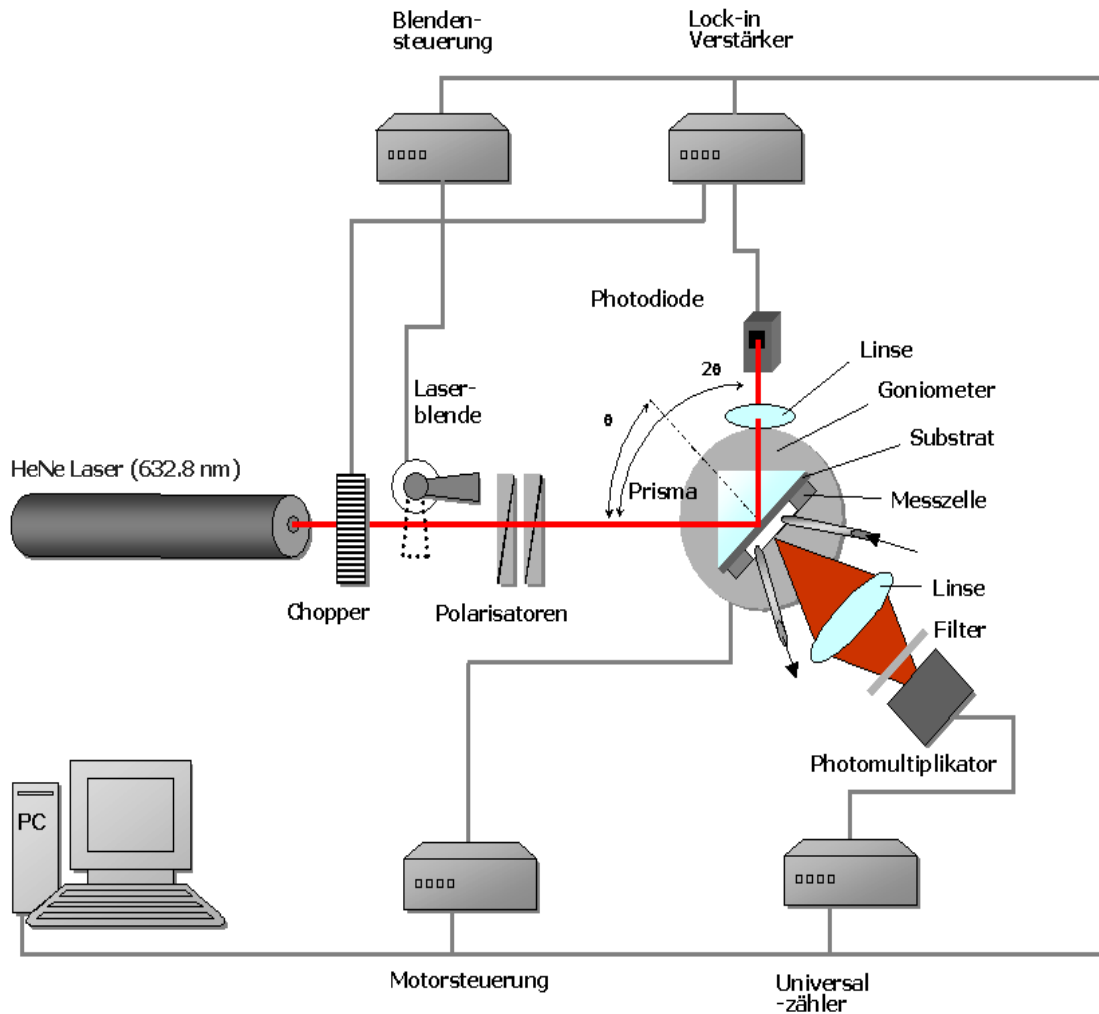 Blenden-
steuerung
Lock-in
Verstärker
Photodiode
Linse
2θ
Goniometer
Laser-
blende
θ
Substrat
HeNe Laser (632.8 nm)
Prisma
Messzelle
Linse
Chopper
Polarisatoren
Filter
Photomultiplikator
PC
Motorsteuerung
Universal
-zähler